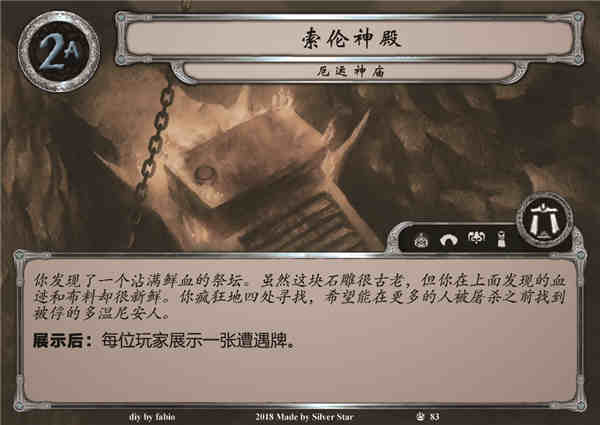 2A
索伦神殿
厄运神庙
你发现了一个沾满鲜血的祭坛。虽然这块石雕很古老，但你在上面发现的血
迹和布料却很新鲜。你疯狂地四处寻找，希望能在更多的人被屠杀之前找到
被俘的多温尼安人。
展示后：每位玩家展示一张遭遇牌。
diy by fabio 2018 Made by Silver Star 83